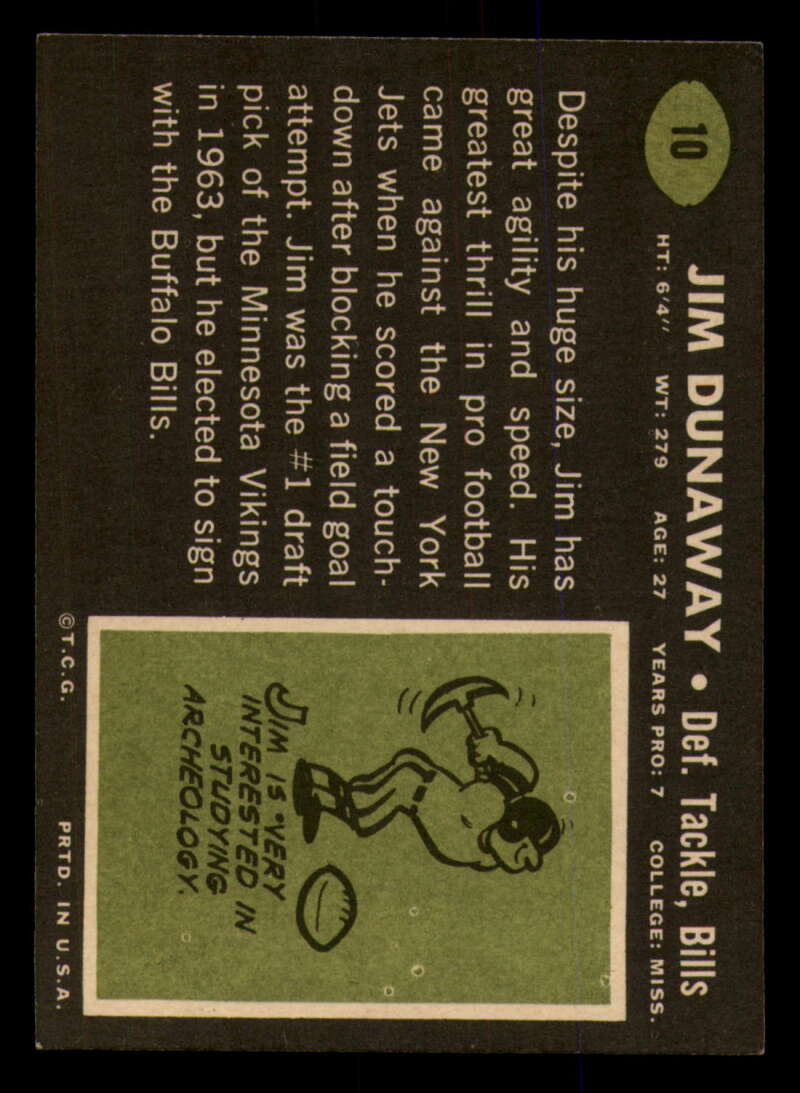 10
JIM DUNAWAY • Def. Tackle, Bills
HT: 6'4" WT: 279 AGE: 27 YEARS PRO: 7 COLLEGE: MISS.
Despite his huge size, Jim has
great agility and speed. His
greatest thrill in pro football
came against the New York
Jets when he scored a touch-
down after blocking a field goal
attempt. Jim was the #1 draft
pick of the Minnesota Vikings
in 1963, but he elected to sign
with the Buffalo Bills.
JIM IS VERY
INTERESTED IN
STUDYING
ARCHEOLOGY.
©T.C.G. PRTD. IN U.S.A.